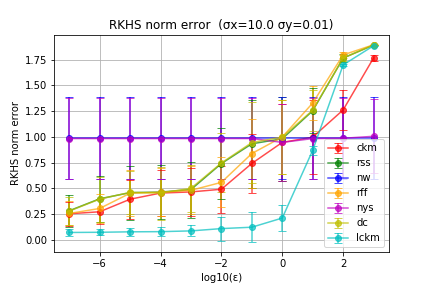 RKHS norm error (σx=10.0 σy=0.01)
RKHS norm error
1.75
1.50
1.25
1.00
0.75
0.50
0.25
0.00
−6
−4
−2
0
2
log10(ε)
ckm
rss
nw
rff
nys
dc
lckm